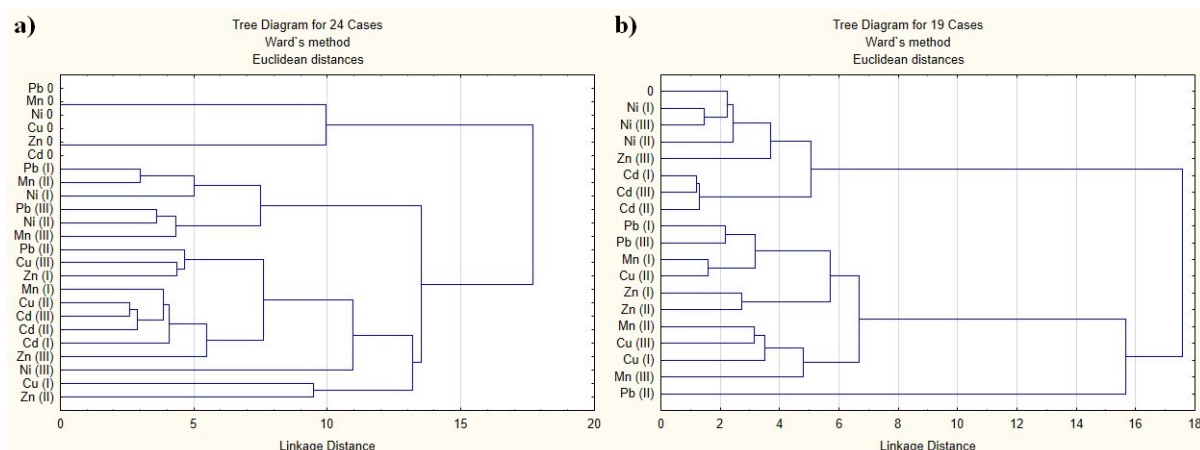 a)
Tree Diagram for 24 Cases
Ward`s method
Euclidean distances
Pb 0
Mn 0
Ni 0
Cu 0
Zn 0
Cd 0
Pb (I)
Mn (II)
Ni (I)
Pb (III)
Ni (II)
Mn (III)
Pb (II)
Cu (III)
Zn (I)
Mn (I)
Cu (II)
Cd (III)
Cd (II)
Cd (I)
Zn (III)
Ni (III)
Cu (I)
Zn (II)
0 5 10 15 20
Linkage Distance
b)
Tree Diagram for 19 Cases
Ward`s method
Euclidean distances
0
Ni (I)
Ni (III)
Ni (II)
Zn (III)
Cd (I)
Cd (III)
Cd (II)
Pb (I)
Pb (III)
Mn (I)
Cu (II)
Zn (I)
Zn (II)
Mn (II)
Cu (III)
Cu (I)
Mn (III)
Pb (II)
0 2 4 6 8 10 12 14 16 18
Linkage Distance